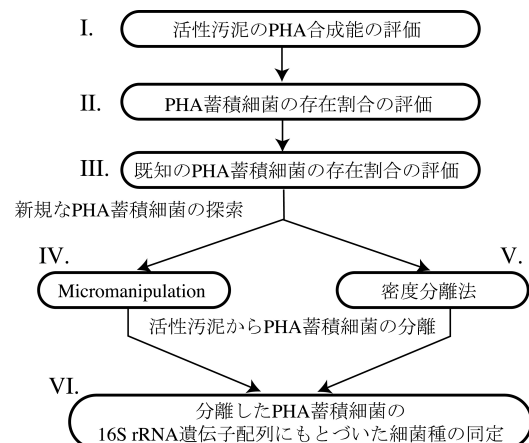 I.
活性汚泥のPHA合成能の評価
II.
PHA蓄積細菌の存在割合の評価
III.
既知のPHA蓄積細菌の存在割合の評価
新規なPHA蓄積細菌の探索
IV.
Micromanipulation
V.
密度分離法
活性汚泥からPHA蓄積細菌の分離
VI.
分離したPHA蓄積細菌の
16S rRNA遺伝子配列にもとづいた細菌種の同定